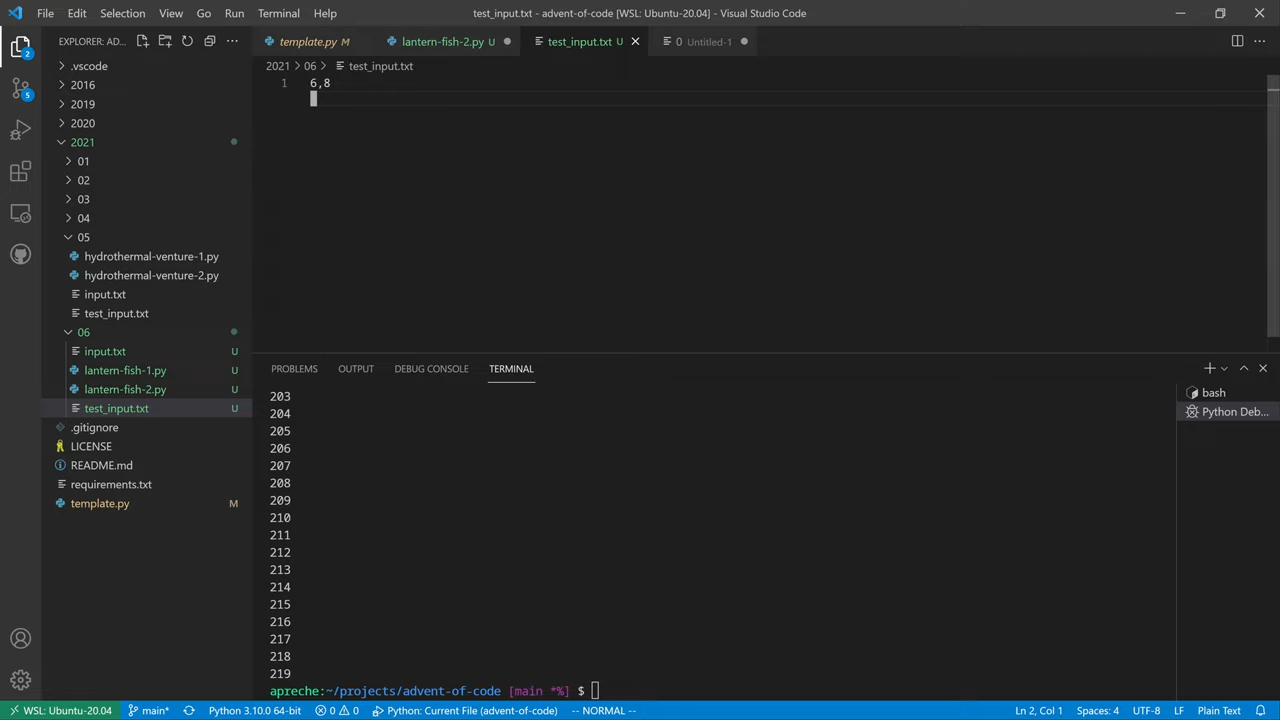 File Edit Selection View Go Run Terminal Help
test_input.txt - advent-of-code [WSL: Ubuntu-20.04] - Visual Studio Code
EXPLORER: AD...
template.py M
lantern-fish-2.py U
test_input.txt U
0 Untitled-1
2021 06 test_input.txt
1 6,8
.vscode
2016
2019
2020
2021
01
02
03
04
05
hydrothermal-venture-1.py
hydrothermal-venture-2.py
input.txt
test_input.txt
06
input.txt U
lantern-fish-1.py U
lantern-fish-2.py U
test_input.txt U
.gitignore
LICENSE
README.md
requirements.txt
template.py M
2
5
PROBLEMS OUTPUT DEBUG CONSOLE TERMINAL
203
204
205
206
207
208
209
210
211
212
213
214
215
216
217
218
219
apreche:~/projects/advent-of-code [main *%] $
bash
Python Deb...
WSL: Ubuntu-20.04 main* Python 3.10.0 64-bit 0 0 Python: Current File (advent-of-code) -- NORMAL -- Ln 2, Col 1 Spaces: 4 UTF-8 LF Plain Text